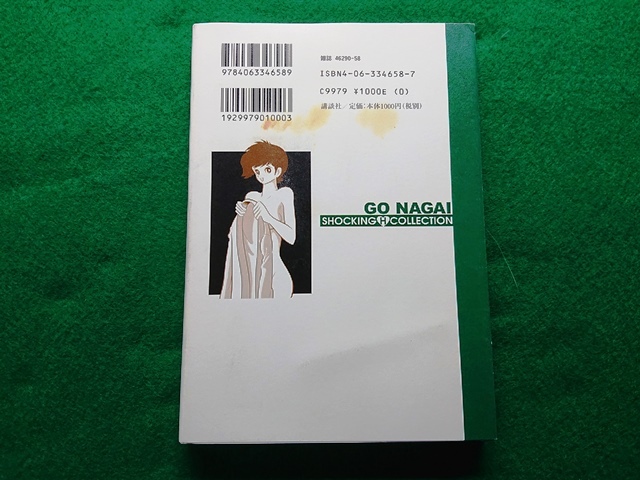 9784063346589
雑誌 46290-58
ISBN4-06-334658-7
C9979 ¥1000E (0)
1929979010003
講談社/定価:本体1000円(税別)
GO NAGAI
SHOCKING H COLLECTION